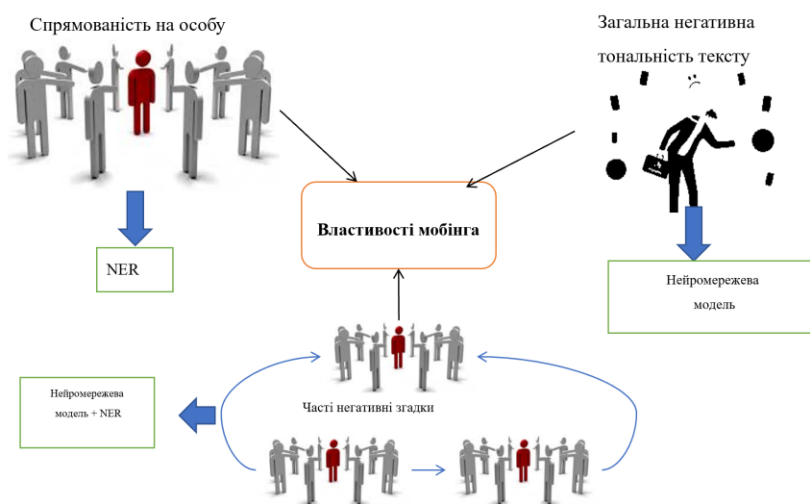 Спрямованість на особу
Загальна негативна
тональність тексту
Властивості мобінга
NER
Нейромережева
модель
Нейромережева
модель + NER
Часті негативні згадки